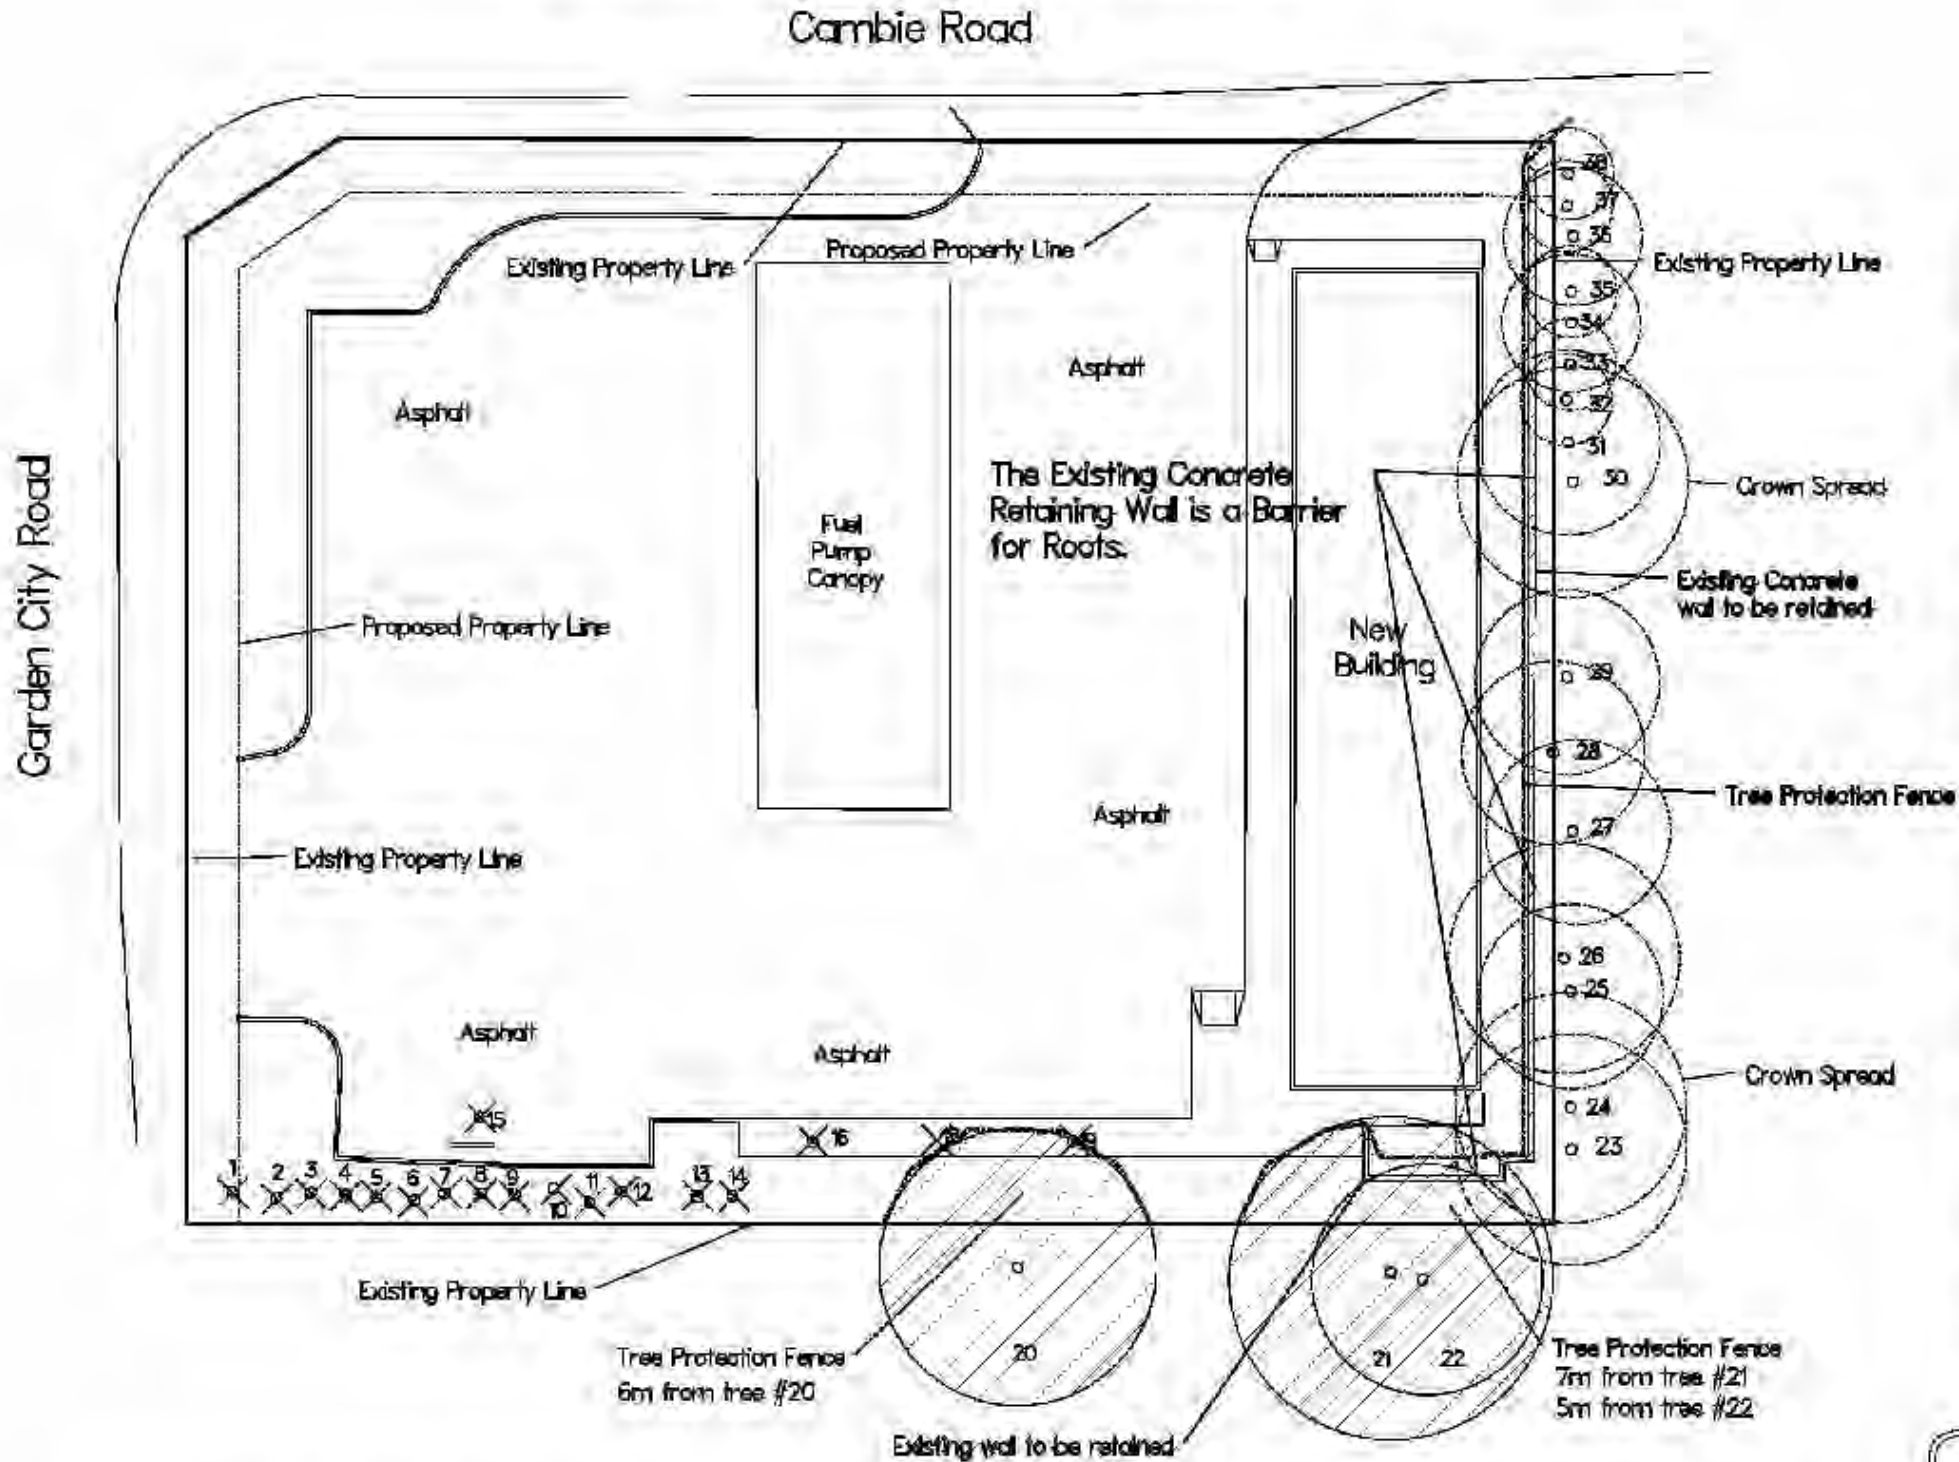 Cambie Road
38
37
36
Existing Property Line
Proposed Property Line
Existing Property Line
35
34
33
Asphalt
32
Asphalt
31
The Existing Concrete
Retaining Wall is a Barrier
for Roots.
30
Crown Spread
Garden City Road
Fuel
Pump
Canopy
Existing Concrete
wall to be retained
Proposed Property Line
New
Building
29
28
Tree Protection Fence
Asphalt
27
Existing Property Line
26
25
Asphalt
Asphalt
Crown Spread
24
15
16
23
1
2
3
4
5
6
7
8
9
10
11
12
13
14
Existing Property Line
Tree Protection Fence
6m from tree #20
20
21
22
Tree Protection Fence
7m from tree #21
5m from tree #22
Existing wall to be retained